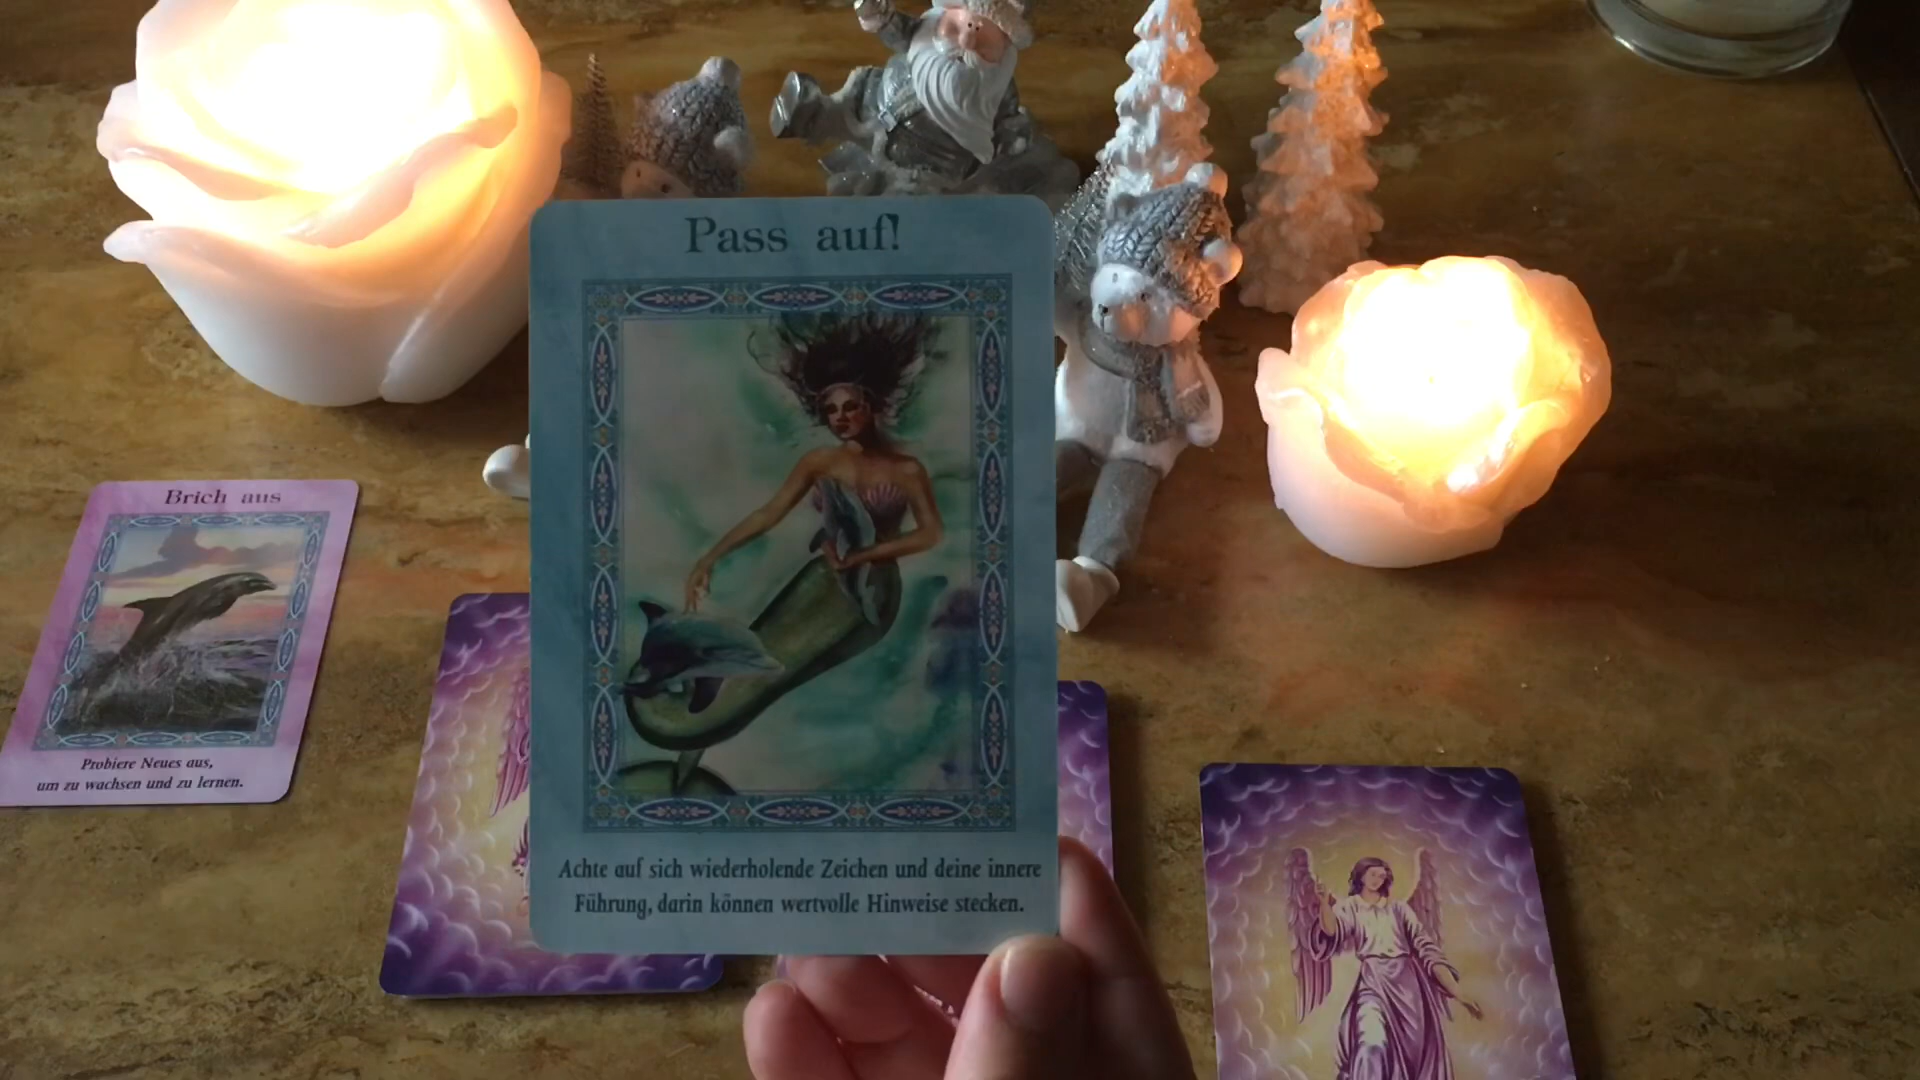 Pass auf!
Achte auf sich wiederholende Zeichen und deine innere
Führung, darin können wertvolle Hinweise stecken.
Brich aus
Probiere Neues aus,
um zu wachsen und zu lernen.